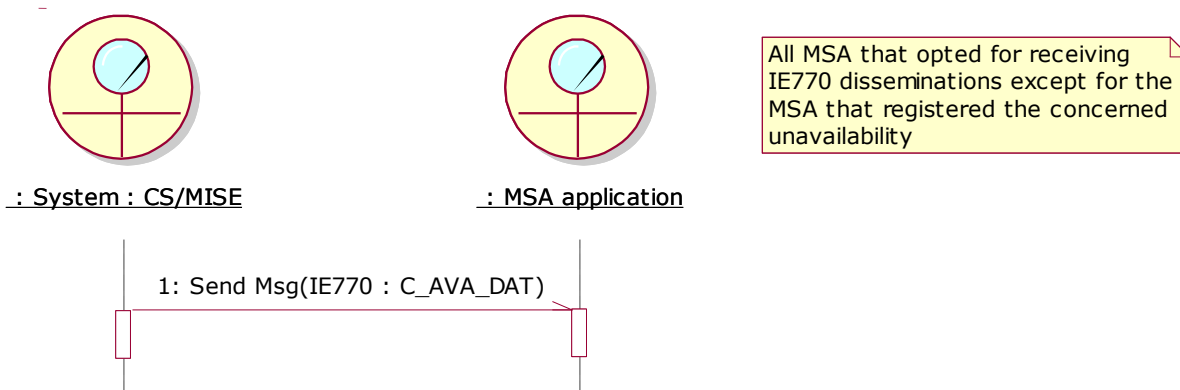 All MSA that opted for receiving
IE770 disseminations except for the
MSA that registered the concerned
unavailability
: System : CS/MISE
: MSA application
1: Send Msg(IE770 : C_AVA_DAT)